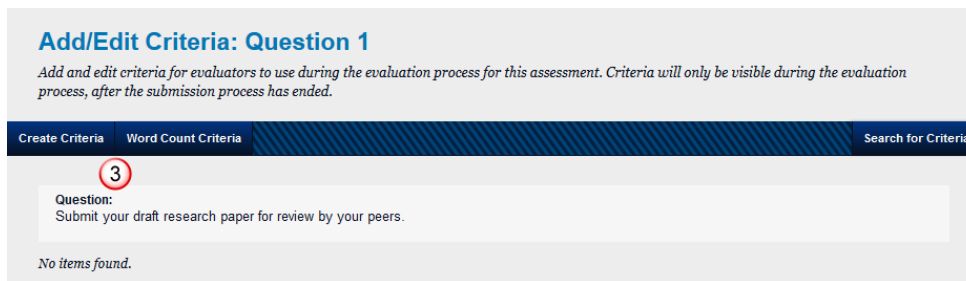 Add/Edit Criteria: Question 1
Add and edit criteria for evaluators to use during the evaluation process for this assessment. Criteria will only be visible during the evaluation
process, after the submission process has ended.
Create Criteria Word Count Criteria Search for Criteria
3
Question:
Submit your draft research paper for review by your peers.
No items found.